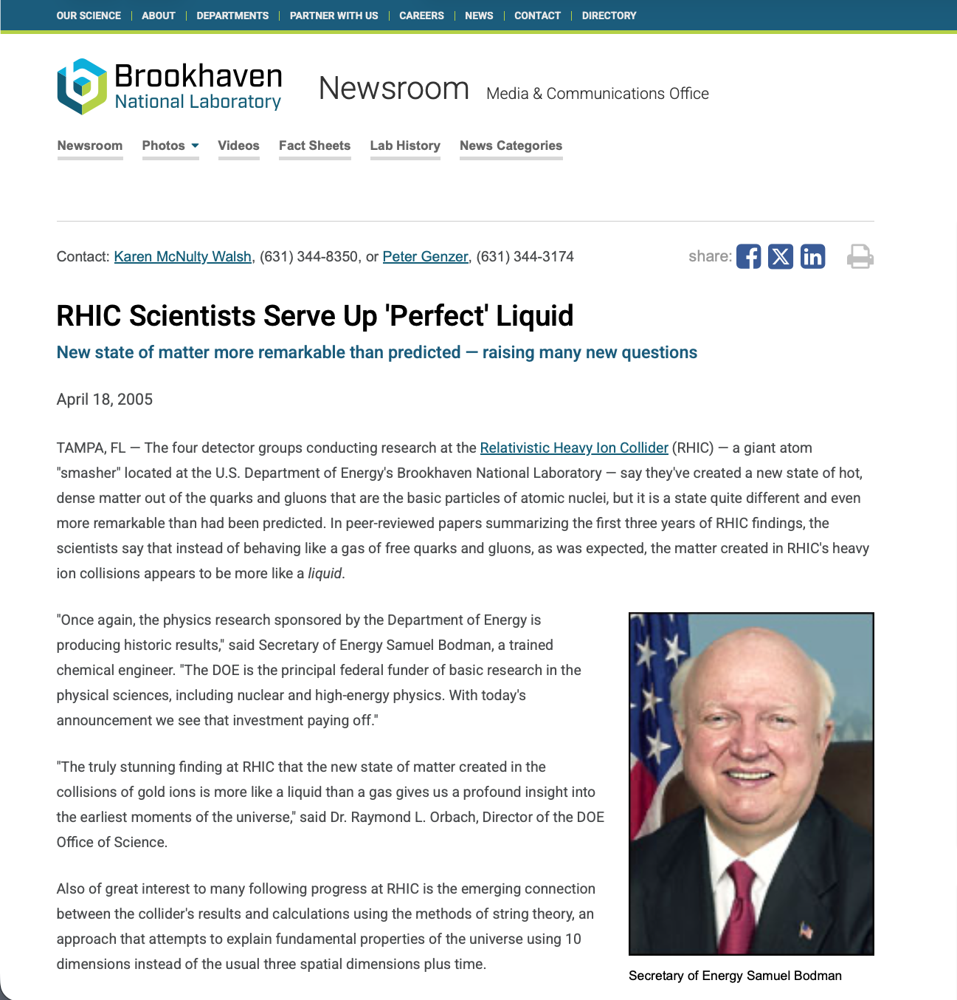 OUR SCIENCE | ABOUT | DEPARTMENTS | PARTNER WITH US | CAREERS | NEWS | CONTACT | DIRECTORY
Brookhaven
National Laboratory
Newsroom Media & Communications Office
Newsroom Photos Videos Fact Sheets Lab History News Categories
Contact: Karen McNulty Walsh, (631) 344-8350, or Peter Genzer, (631) 344-3174 share:
RHIC Scientists Serve Up 'Perfect' Liquid
New state of matter more remarkable than predicted — raising many new questions
April 18, 2005
TAMPA, FL — The four detector groups conducting research at the Relativistic Heavy Ion Collider (RHIC) — a giant atom
"smasher" located at the U.S. Department of Energy's Brookhaven National Laboratory — say they've created a new state of hot,
dense matter out of the quarks and gluons that are the basic particles of atomic nuclei, but it is a state quite different and even
more remarkable than had been predicted. In peer-reviewed papers summarizing the first three years of RHIC findings, the
scientists say that instead of behaving like a gas of free quarks and gluons, as was expected, the matter created in RHIC's heavy
ion collisions appears to be more like a liquid.
"Once again, the physics research sponsored by the Department of Energy is
producing historic results," said Secretary of Energy Samuel Bodman, a trained
chemical engineer. "The DOE is the principal federal funder of basic research in the
physical sciences, including nuclear and high-energy physics. With today's
announcement we see that investment paying off."
"The truly stunning finding at RHIC that the new state of matter created in the
collisions of gold ions is more like a liquid than a gas gives us a profound insight into
the earliest moments of the universe," said Dr. Raymond L. Orbach, Director of the DOE
Office of Science.
Also of great interest to many following progress at RHIC is the emerging connection
between the collider's results and calculations using the methods of string theory, an
approach that attempts to explain fundamental properties of the universe using 10
dimensions instead of the usual three spatial dimensions plus time.
Secretary of Energy Samuel Bodman